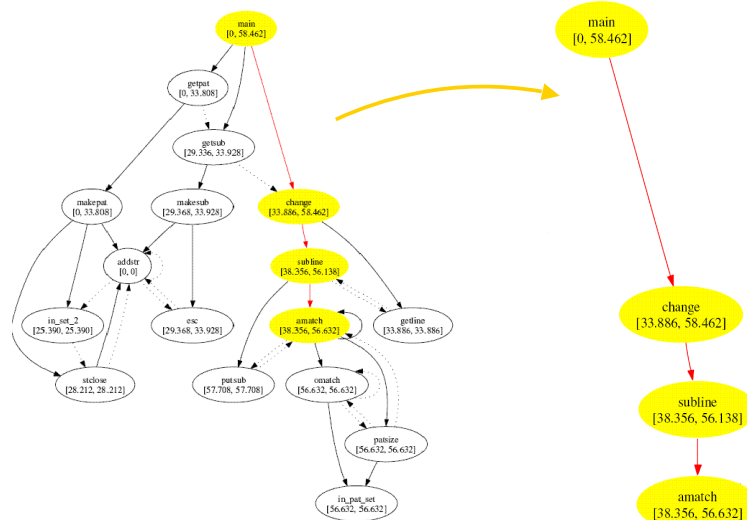 main
[0, 58.462]
getpat
[0, 33.808]
getsub
[29.336, 33.928]
makepat
[0, 33.808]
makesub
[29.368, 33.928]
change
[33.886, 58.462]
addstr
[0, 0]
subline
[38.356, 56.138]
in_set_2
[25.390, 25.390]
esc
[29.368, 33.928]
amatch
[38.356, 56.632]
getline
[33.886, 33.886]
stclose
[28.212, 28.212]
patsub
[57.708, 57.708]
omatch
[56.632, 56.632]
patsize
[56.632, 56.632]
in_pat_set
[56.632, 56.632]
main
[0, 58.462]
change
[33.886, 58.462]
subline
[38.356, 56.138]
amatch
[38.356, 56.632]